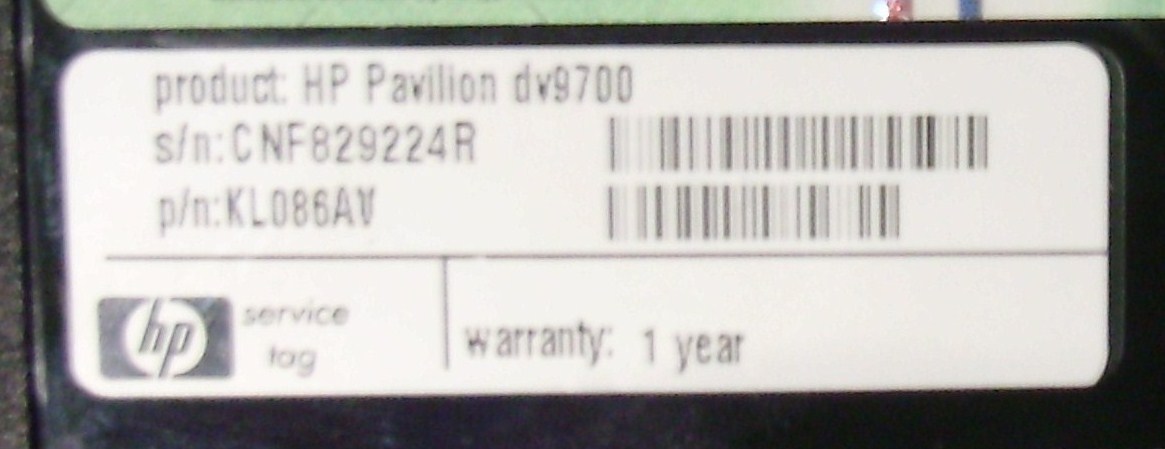 product: HP Pavilion dv9700
s/n:CNF829224R
p/n:KL086AV
hp service tag
warranty: 1 year